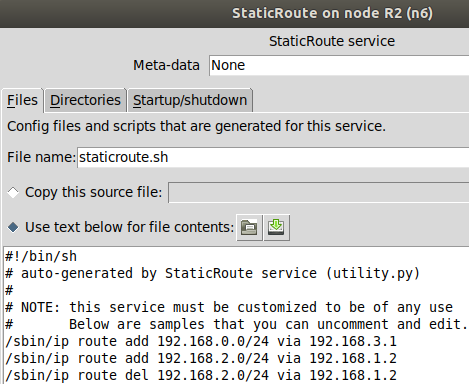 StaticRoute on node R2 (n6)
StaticRoute service
Meta-data None
Files Directories Startup/shutdown
Config files and scripts that are generated for this service.
File name: staticroute.sh
Copy this source file:
Use text below for file contents:
#!/bin/sh
# auto-generated by StaticRoute service (utility.py)
#
# NOTE: this service must be customized to be of any use
#       Below are samples that you can uncomment and edit.
/sbin/ip route add 192.168.0.0/24 via 192.168.3.1
/sbin/ip route add 192.168.2.0/24 via 192.168.1.2
/sbin/ip route del 192.168.2.0/24 via 192.168.1.2